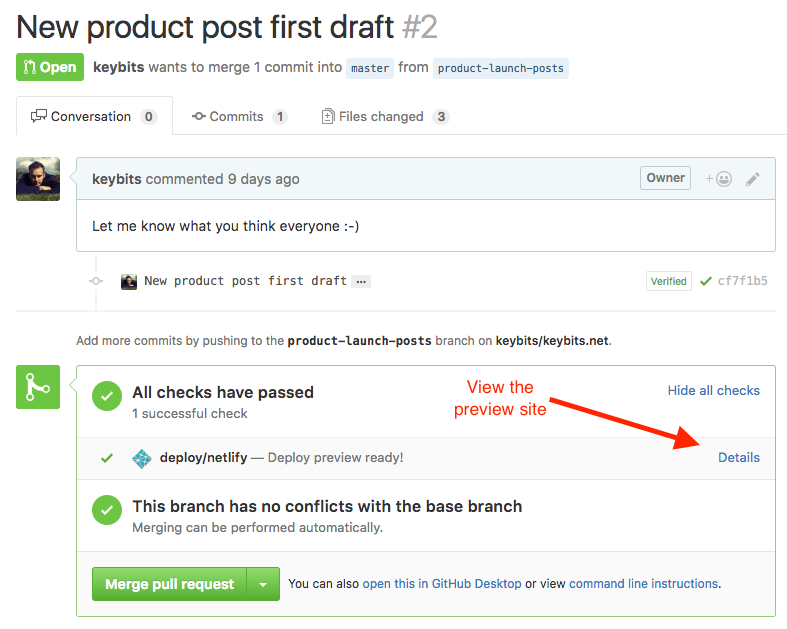 New product post first draft #2
Open keybits wants to merge 1 commit into master from product-launch-posts
Conversation 0 Commits 1 Files changed 3
keybits commented 9 days ago Owner
Let me know what you think everyone :-)
New product post first draft … Verified cf7f1b5
Add more commits by pushing to the product-launch-posts branch on keybits/keybits.net.
All checks have passed
1 successful check
View the
preview site
Hide all checks
deploy/netlify — Deploy preview ready! Details
This branch has no conflicts with the base branch
Merging can be performed automatically.
Merge pull request You can also open this in GitHub Desktop or view command line instructions.